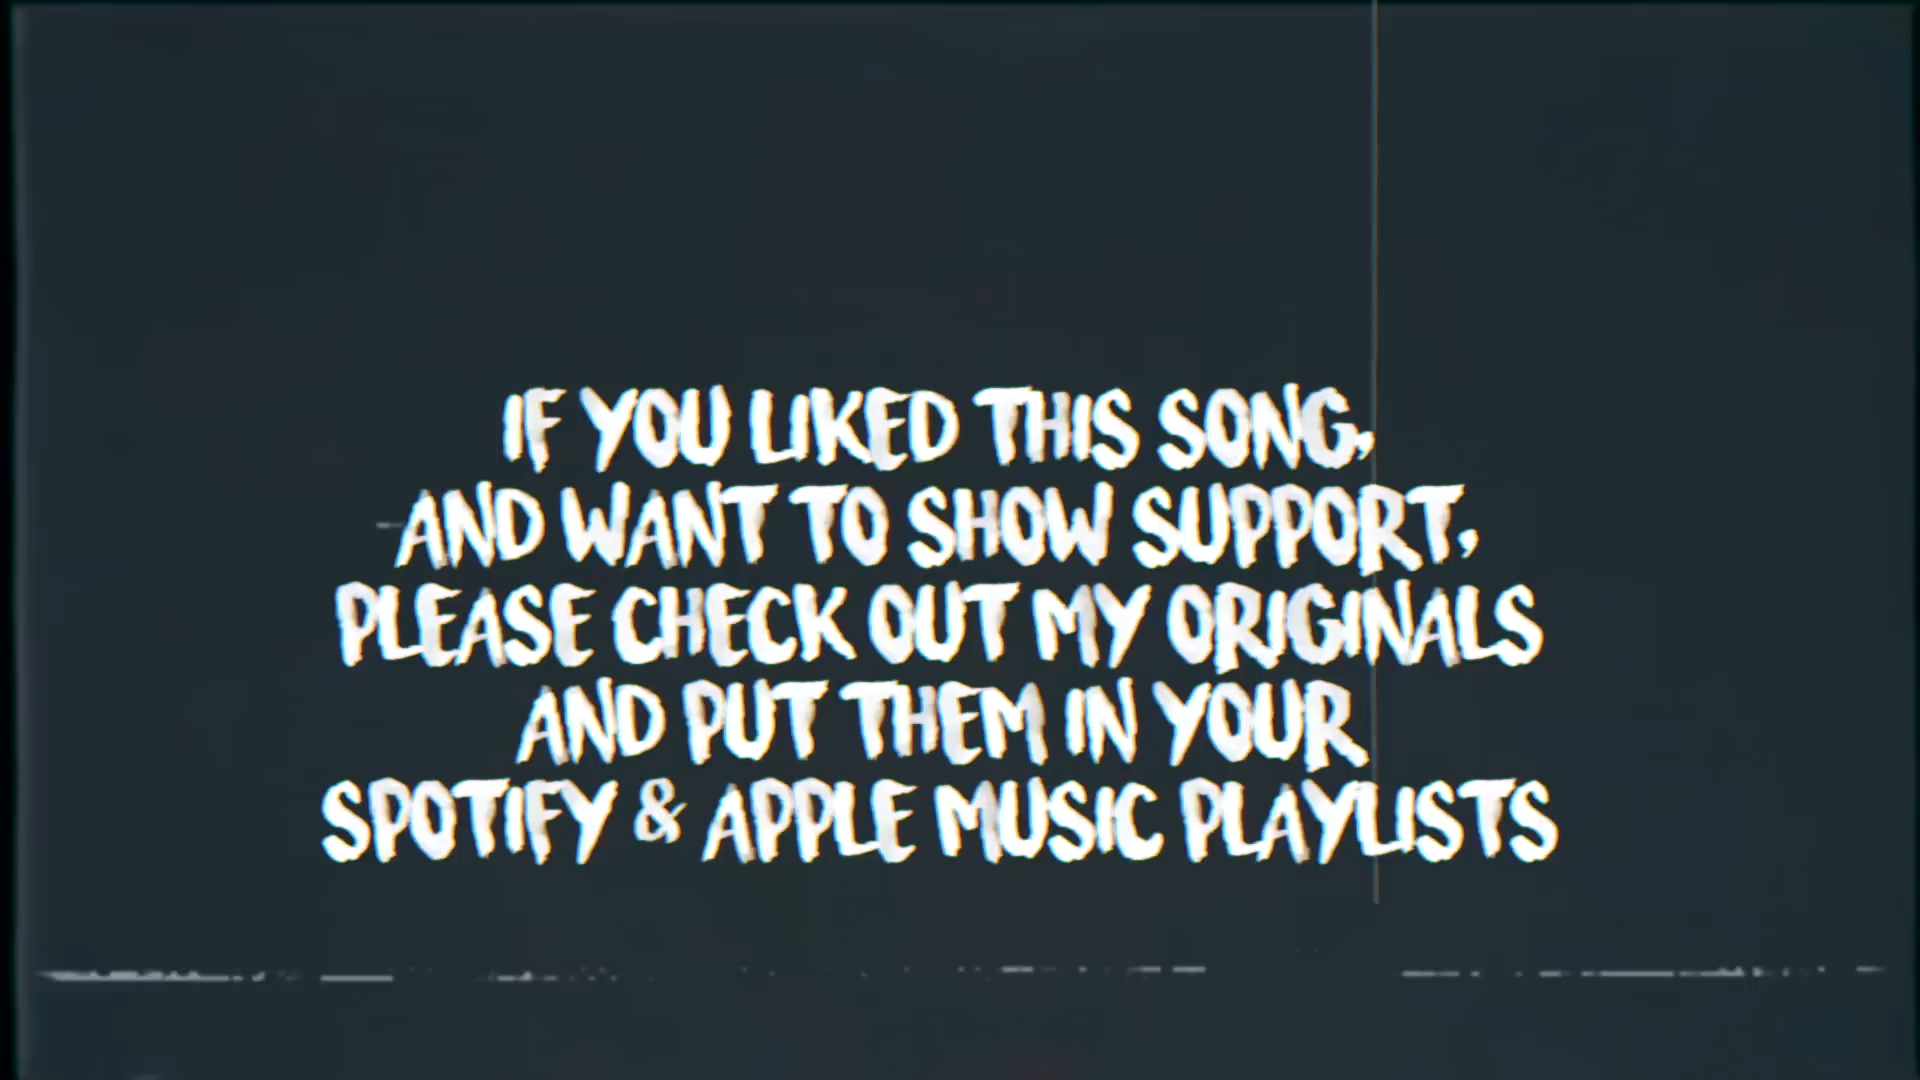 IF YOU LIKED THIS SONG,
AND WANT TO SHOW SUPPORT,
PLEASE CHECK OUT MY ORIGINALS
AND PUT THEM IN YOUR
SPOTIFY & APPLE MUSIC PLAYLISTS